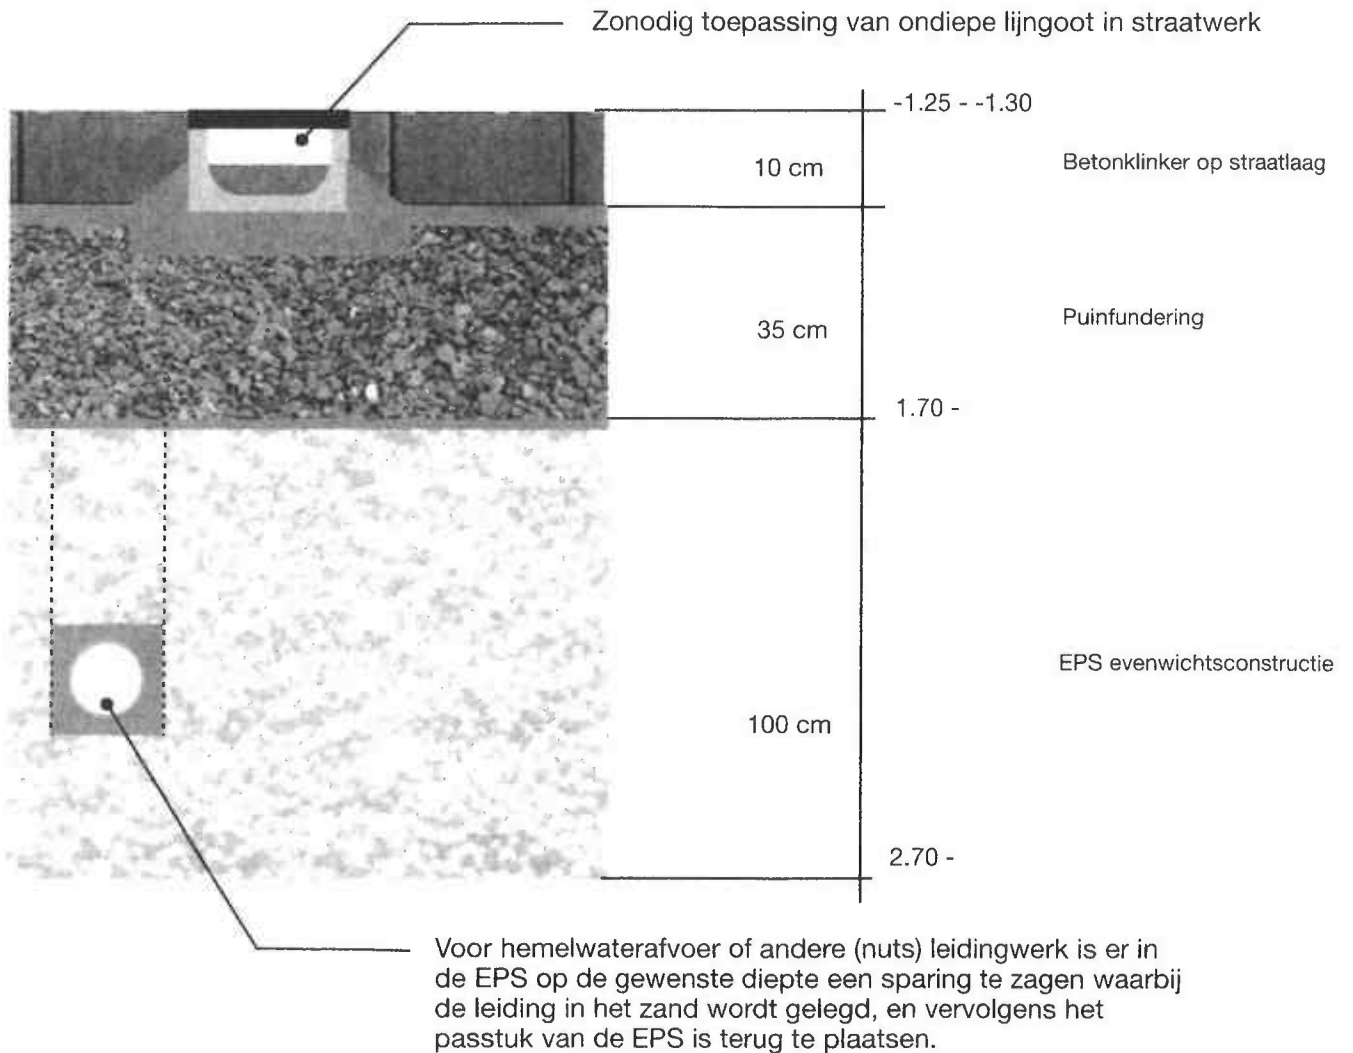 Zonodig toepassing van ondiepe lijngoot in straatwerk
-1.25 - -1.30
10 cm
Betonklinker op straatlaag
35 cm
Puinfundering
1.70 -
EPS evenwichtsconstructie
100 cm
2.70 -
Voor hemelwaterafvoer of andere (nuts) leidingwerk is er in
de EPS op de gewenste diepte een sparing te zagen waarbij
de leiding in het zand wordt gelegd, en vervolgens het
passtuk van de EPS is terug te plaatsen.